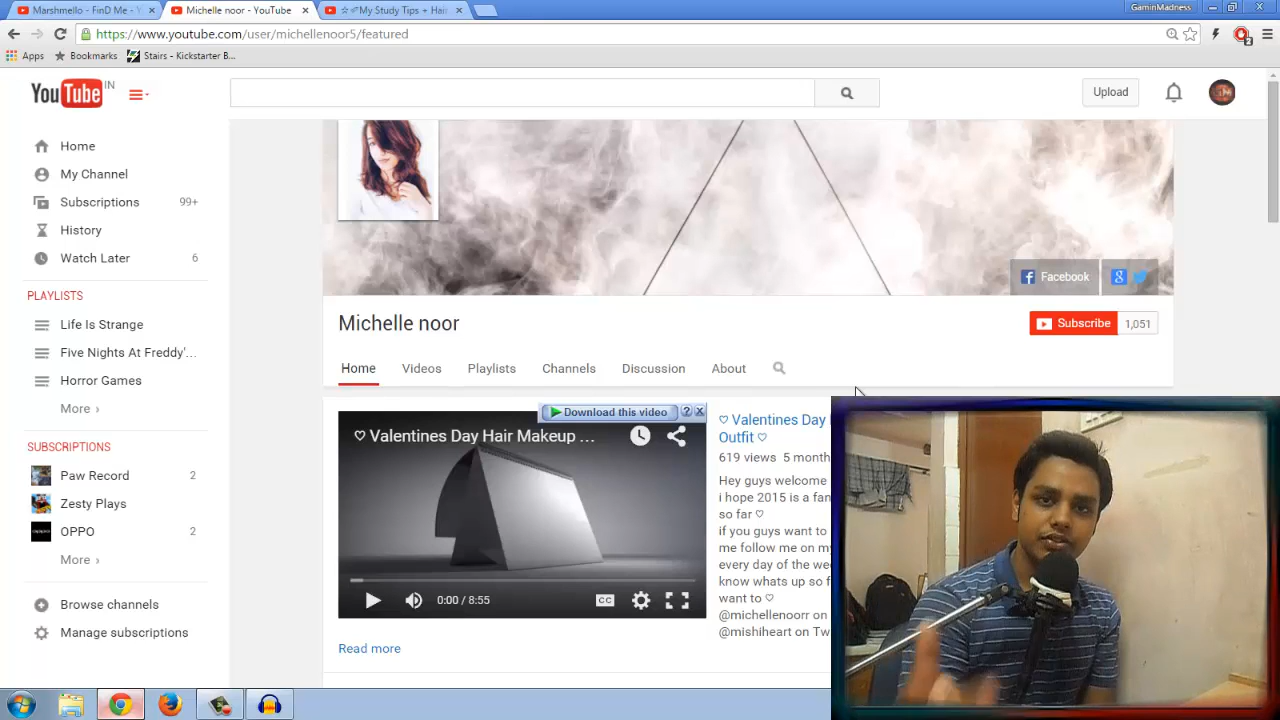 Marshmello - FinD Me - Y
Michelle noor - YouTube
My Study Tips + Hair
GaminMadness
https://www.youtube.com/user/michellenoor5/featured
Apps
Bookmarks
Stairs - Kickstarter B...
YouTube IN
Upload
Home
My Channel
Subscriptions 99+
History
Watch Later 6
PLAYLISTS
Life Is Strange
Five Nights At Freddy'...
Horror Games
More ›
SUBSCRIPTIONS
Paw Record 2
Zesty Plays
OPPO 2
More ›
Browse channels
Manage subscriptions
Facebook
Michelle noor
Subscribe 1,051
Home Videos Playlists Channels Discussion About
Download this video ? X
♡ Valentines Day Hair Makeup ...
0:00 / 8:55
CC
Read more
♡ Valentines Day
Outfit ♡
619 views 5 month
Hey guys welcome
i hope 2015 is a fan
so far ♡
if you guys want to
me follow me on my
every day of the we
know whats up so f
want to ♡
@michellenoorr on
@mishiheart on Tw